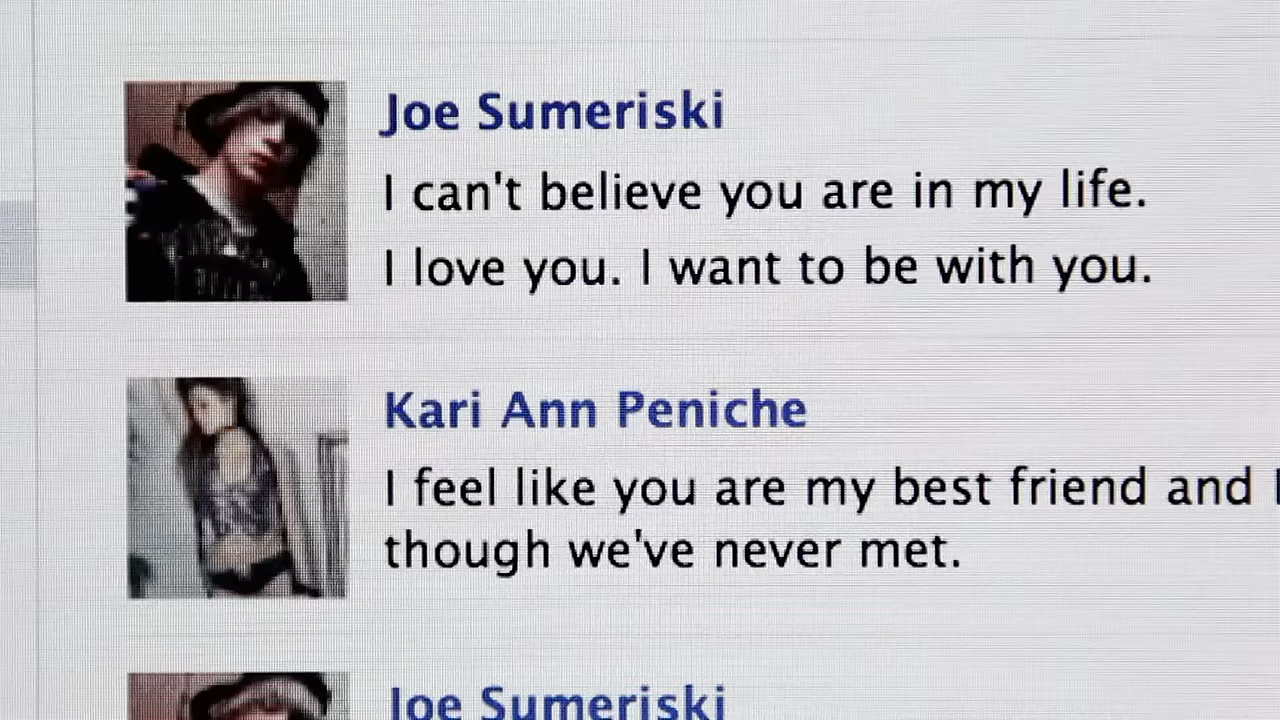 Joe Sumeriski
I can't believe you are in my life.
I love you. I want to be with you.
Kari Ann Peniche
I feel like you are my best friend and
though we've never met.
Joe Sumeriski